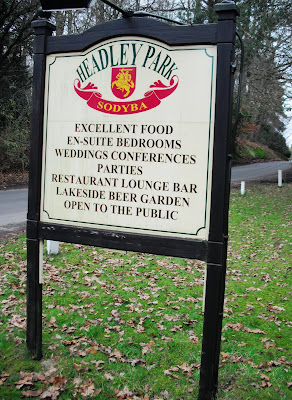 HEADLEY PARK
SODYBA
EXCELLENT FOOD
EN-SUITE BEDROOMS
WEDDINGS CONFERENCES
PARTIES
RESTAURANT LOUNGE BAR
LAKESIDE BEER GARDEN
OPEN TO THE PUBLIC